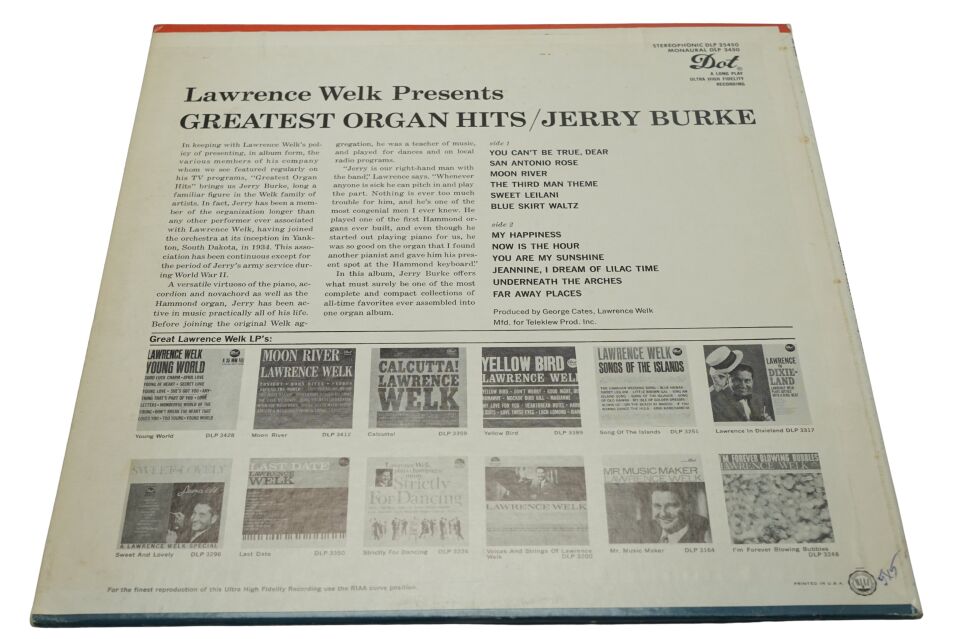 STEREOPHONIC DLP 25450
MONAURAL DLP 3450
Dot
A LONG PLAY
ULTRA HIGH FIDELITY
RECORDING
Lawrence Welk Presents
GREATEST ORGAN HITS/JERRY BURKE
In keeping with Lawrence Welk's pol-
icy of presenting, in album form, the
various members of his company
whom we see featured regularly on
his TV programs, "Greatest Organ
Hits" brings us Jerry Burke, long a
familiar figure in the Welk family of
artists. In fact, Jerry has been a mem-
ber of the organization longer than
any other performer ever associated
with Lawrence Welk, having joined
the orchestra at its inception in Yank-
ton, South Dakota, in 1934. This asso-
ciation has been continuous except for
the period of Jerry's army service dur-
ing World War II.
A versatile virtuoso of the piano, ac-
cordion and novachord as well as the
Hammond organ, Jerry has been ac-
tive in music practically all of his life.
Before joining the original Welk ag-
gregation, he was a teacher of music,
and played for dances and on local
radio programs.
"Jerry is our right-hand man with
the band," Lawrence says. "Whenever
anyone is sick he can pitch in and play
the part. Nothing is ever too much
trouble for him, and he's one of the
most congenial men I ever knew. He
played one of the first Hammond or-
gans ever built, and even though he
started out playing piano for us, he
was so good on the organ that I found
another pianist and gave him his pres-
ent spot at the Hammond keyboard."
In this album, Jerry Burke offers
what must surely be one of the most
complete and compact collections of
all-time favorites ever assembled into
one organ album.
side 1
YOU CAN'T BE TRUE, DEAR
SAN ANTONIO ROSE
MOON RIVER
THE THIRD MAN THEME
SWEET LEILANI
BLUE SKIRT WALTZ
side 2
MY HAPPINESS
NOW IS THE HOUR
YOU ARE MY SUNSHINE
JEANNINE, I DREAM OF LILAC TIME
UNDERNEATH THE ARCHES
FAR AWAY PLACES
Produced by George Cates, Lawrence Welk
Mfd. for Teleklew Prod. Inc.
Great Lawrence Welk LP's:
LAWRENCE WELK
YOUNG WORLD
MOON RIVER
LAWRENCE WELK
CALCUTTA!
LAWRENCE
WELK
YELLOW BIRD
LAWRENCE WELK
LAWRENCE WELK
SONGS OF THE ISLANDS
LAWRENCE
WELK IN
DIXIE-
LAND
Young World DLP 3428
Moon River DLP 3412
Calcutta! DLP 3359
Yellow Bird DLP 3389
Song Of The Islands DLP 3251
Lawrence In Dixieland DLP 3317
SWEET & LOVELY
A LAWRENCE WELK SPECIAL
LAST DATE
LAWRENCE
WELK
Lawrence Welk
Strictly
For Dancing
LAWRENCE WELK
MR. MUSIC MAKER
LAWRENCE WELK
I'M FOREVER BLOWING BUBBLES
LAWRENCE WELK
Sweet And Lovely DLP 3296
Last Date DLP 3350
Strictly For Dancing
Voices And Strings Of Lawrence
Welk DLP 3200
Mr. Music Maker DLP 3164
I'm Forever Blowing Bubbles
DLP 3248
For the finest reproduction of this Ultra High Fidelity Recording use the RIAA curve position.
PRINTED IN U.S.A.